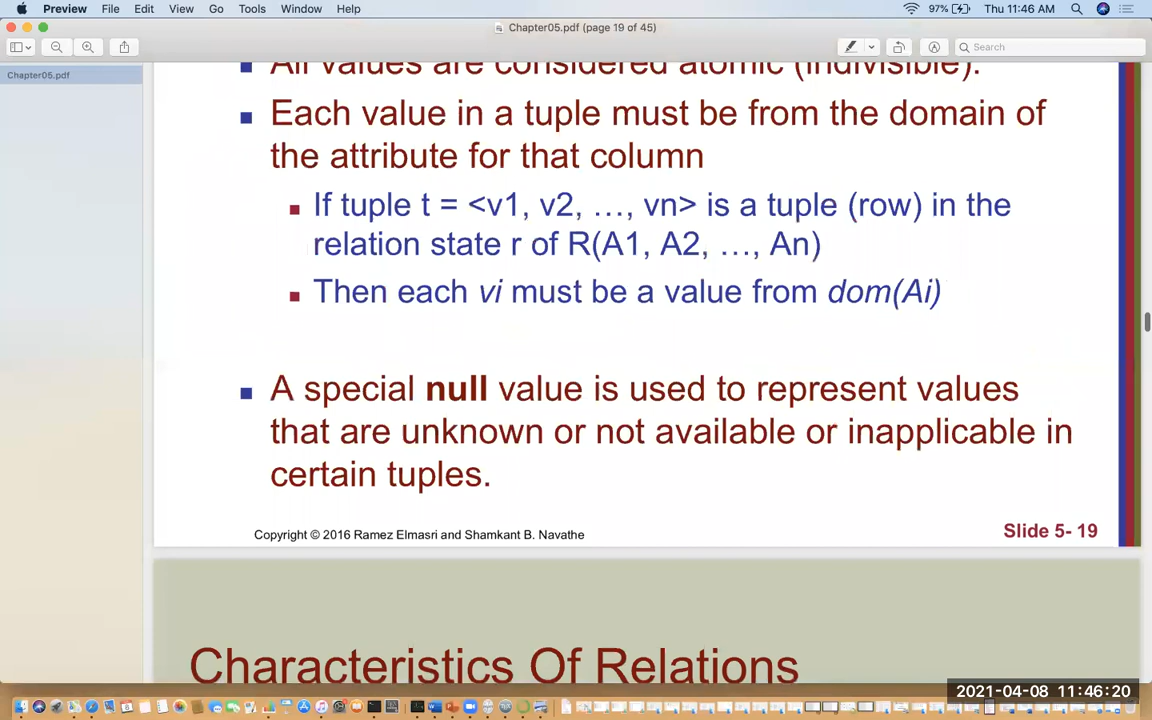 Preview File Edit View Go Tools Window Help 97% Thu 11:46 AM
Chapter05.pdf (page 19 of 45)
Search
Chapter05.pdf
All values are considered atomic (indivisible).
Each value in a tuple must be from the domain of
the attribute for that column
If tuple t = <v1, v2, …, vn> is a tuple (row) in the
relation state r of R(A1, A2, …, An)
Then each vi must be a value from dom(Ai)
A special null value is used to represent values
that are unknown or not available or inapplicable in
certain tuples.
Copyright © 2016 Ramez Elmasri and Shamkant B. Navathe
Slide 5- 19
Characteristics Of Relations
2021-04-08 11:46:20